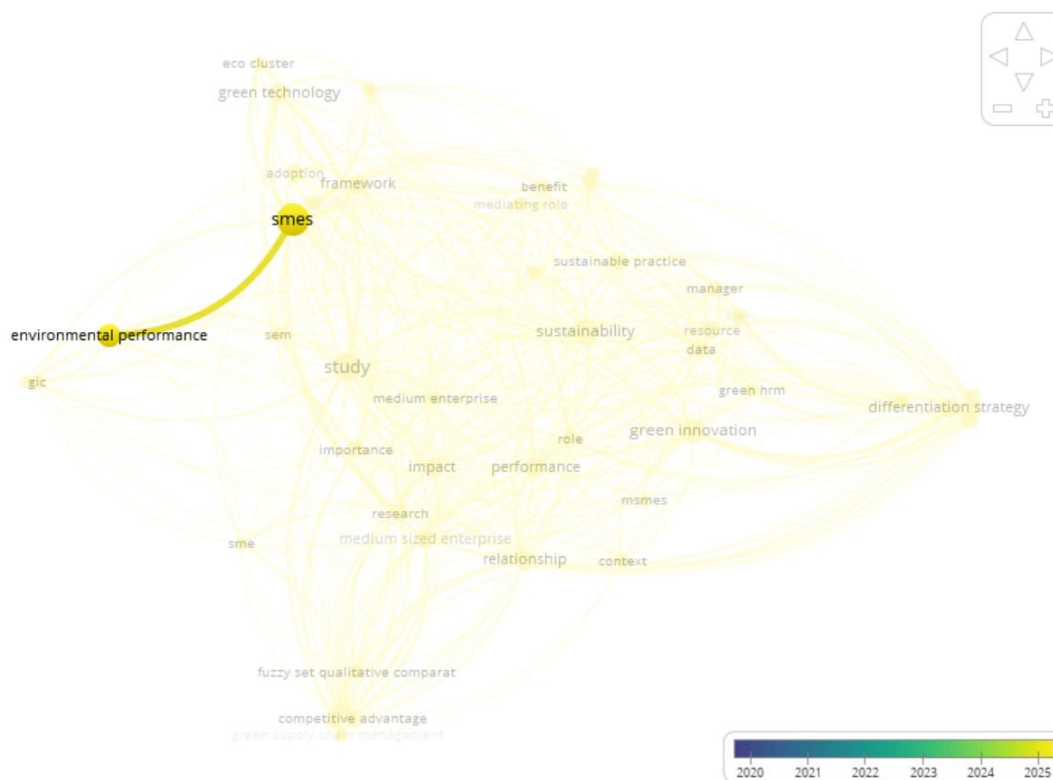 eco cluster
green technology
adoption
framework
benefit
mediating role
smes
sustainable practice
manager
environmental performance
sem
sustainability
resource
data
study
gic
green hrm
medium enterprise
differentiation strategy
green innovation
role
importance
impact
performance
msmes
research
medium sized enterprise
sme
relationship
context
fuzzy set qualitative comparat
competitive advantage
green supply chain management
2020 2021 2022 2023 2024 2025